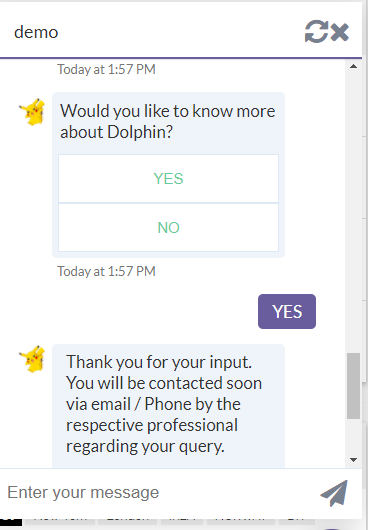 demo
Today at 1:57 PM
Would you like to know more
about Dolphin?
YES
NO
Today at 1:57 PM
YES
Thank you for your input.
You will be contacted soon
via email / Phone by the
respective professional
regarding your query.
Enter your message